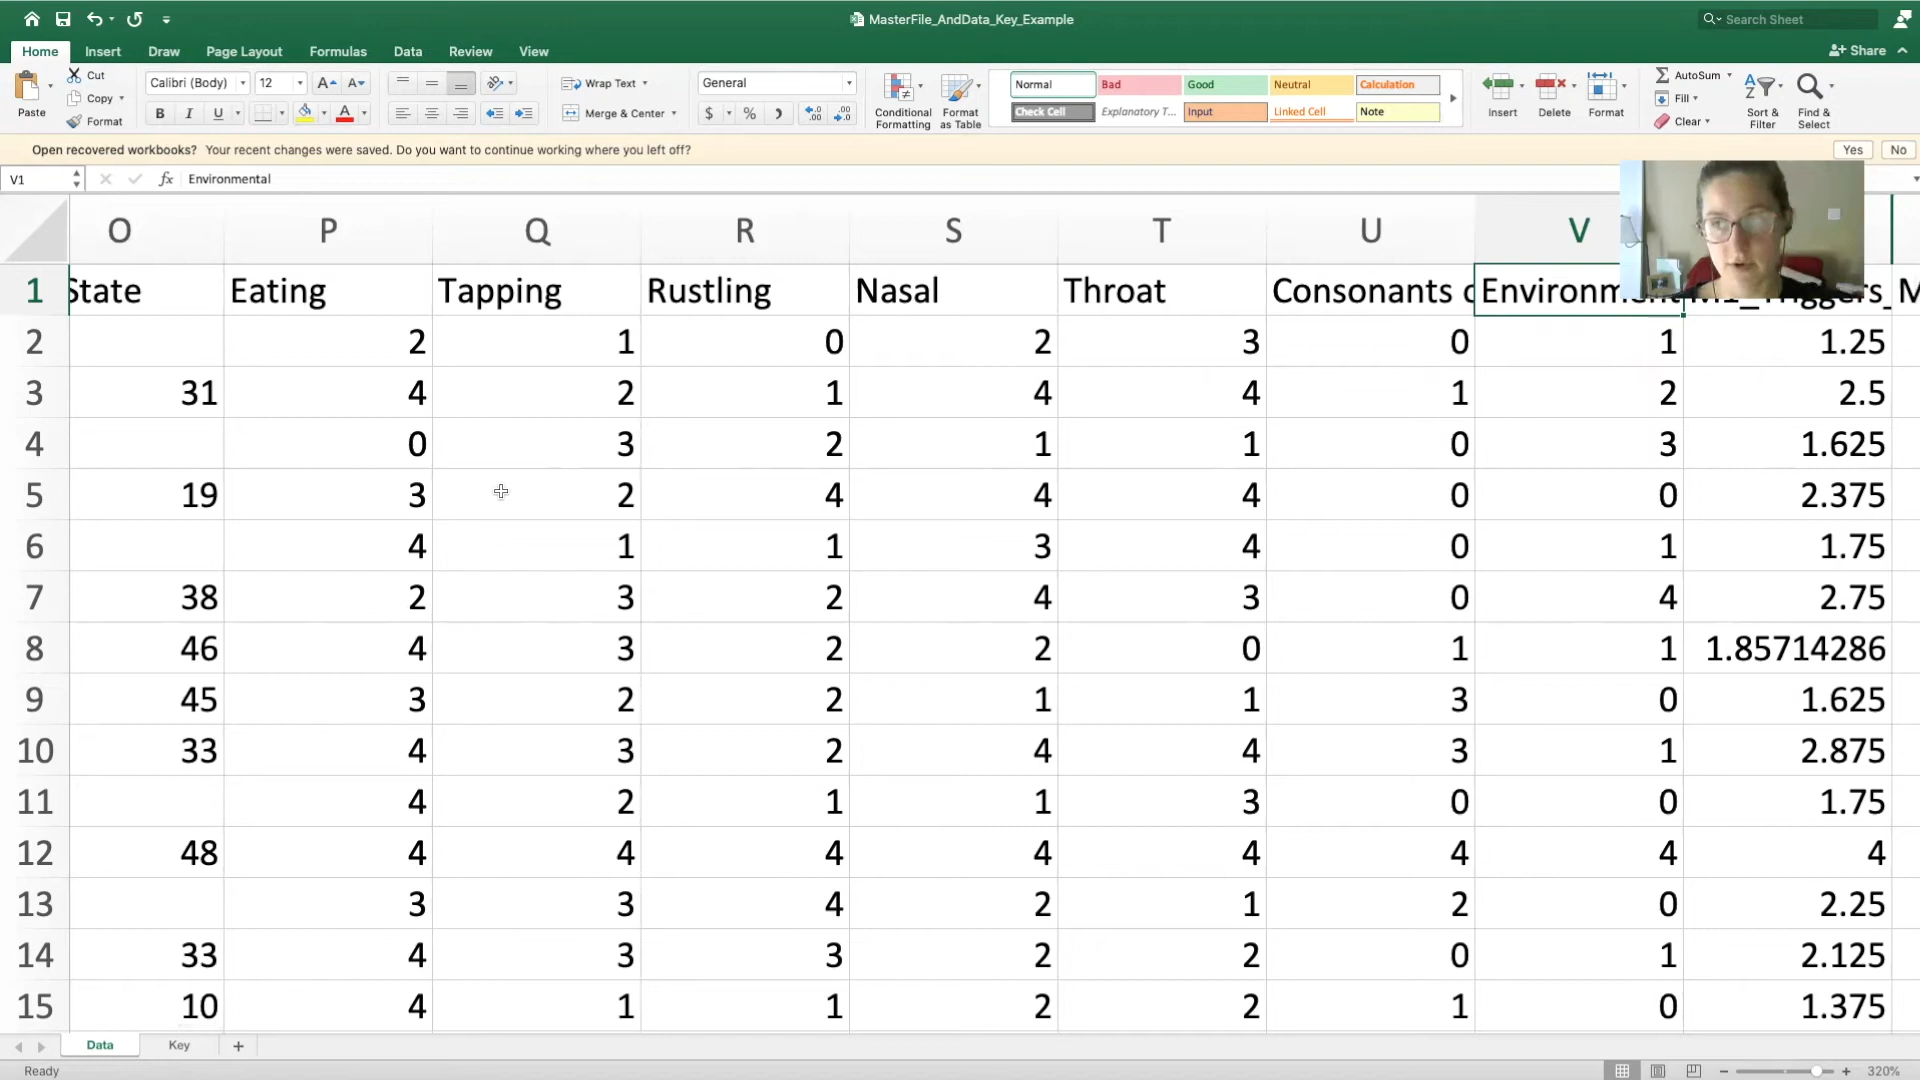 MasterFile_AndData_Key_Example
Search Sheet
Home Insert Draw Page Layout Formulas Data Review View
Share
Paste
Cut
Copy
Format
Calibri (Body) 12
A A
B I U A
Wrap Text
Merge & Center
General
$ % )
Conditional Formatting
Format as Table
Normal Bad Good Neutral Calculation
Check Cell Explanatory T... Input Linked Cell Note
Insert Delete Format
AutoSum
Fill
Clear
Sort & Filter
Find & Select
Open recovered workbooks? Your recent changes were saved. Do you want to continue working where you left off? Yes No
V1 fx Environmental
O P Q R S T U V
1 State Eating Tapping Rustling Nasal Throat Consonants
2 2 1 0 2 3 0 1 1.25
3 31 4 2 1 4 4 1 2 2.5
4 0 3 2 1 1 0 3 1.625
5 19 3 2 4 4 4 0 0 2.375
6 4 1 1 3 4 0 1 1.75
7 38 2 3 2 4 3 0 4 2.75
8 46 4 3 2 2 0 1 1 1.85714286
9 45 3 2 2 1 1 3 0 1.625
10 33 4 3 2 4 4 3 1 2.875
11 4 2 1 1 3 0 0 1.75
12 48 4 4 4 4 4 4 4 4
13 3 3 4 2 1 2 0 2.25
14 33 4 3 3 2 2 0 1 2.125
15 10 4 1 1 2 2 1 0 1.375
Data Key +
Ready
320%